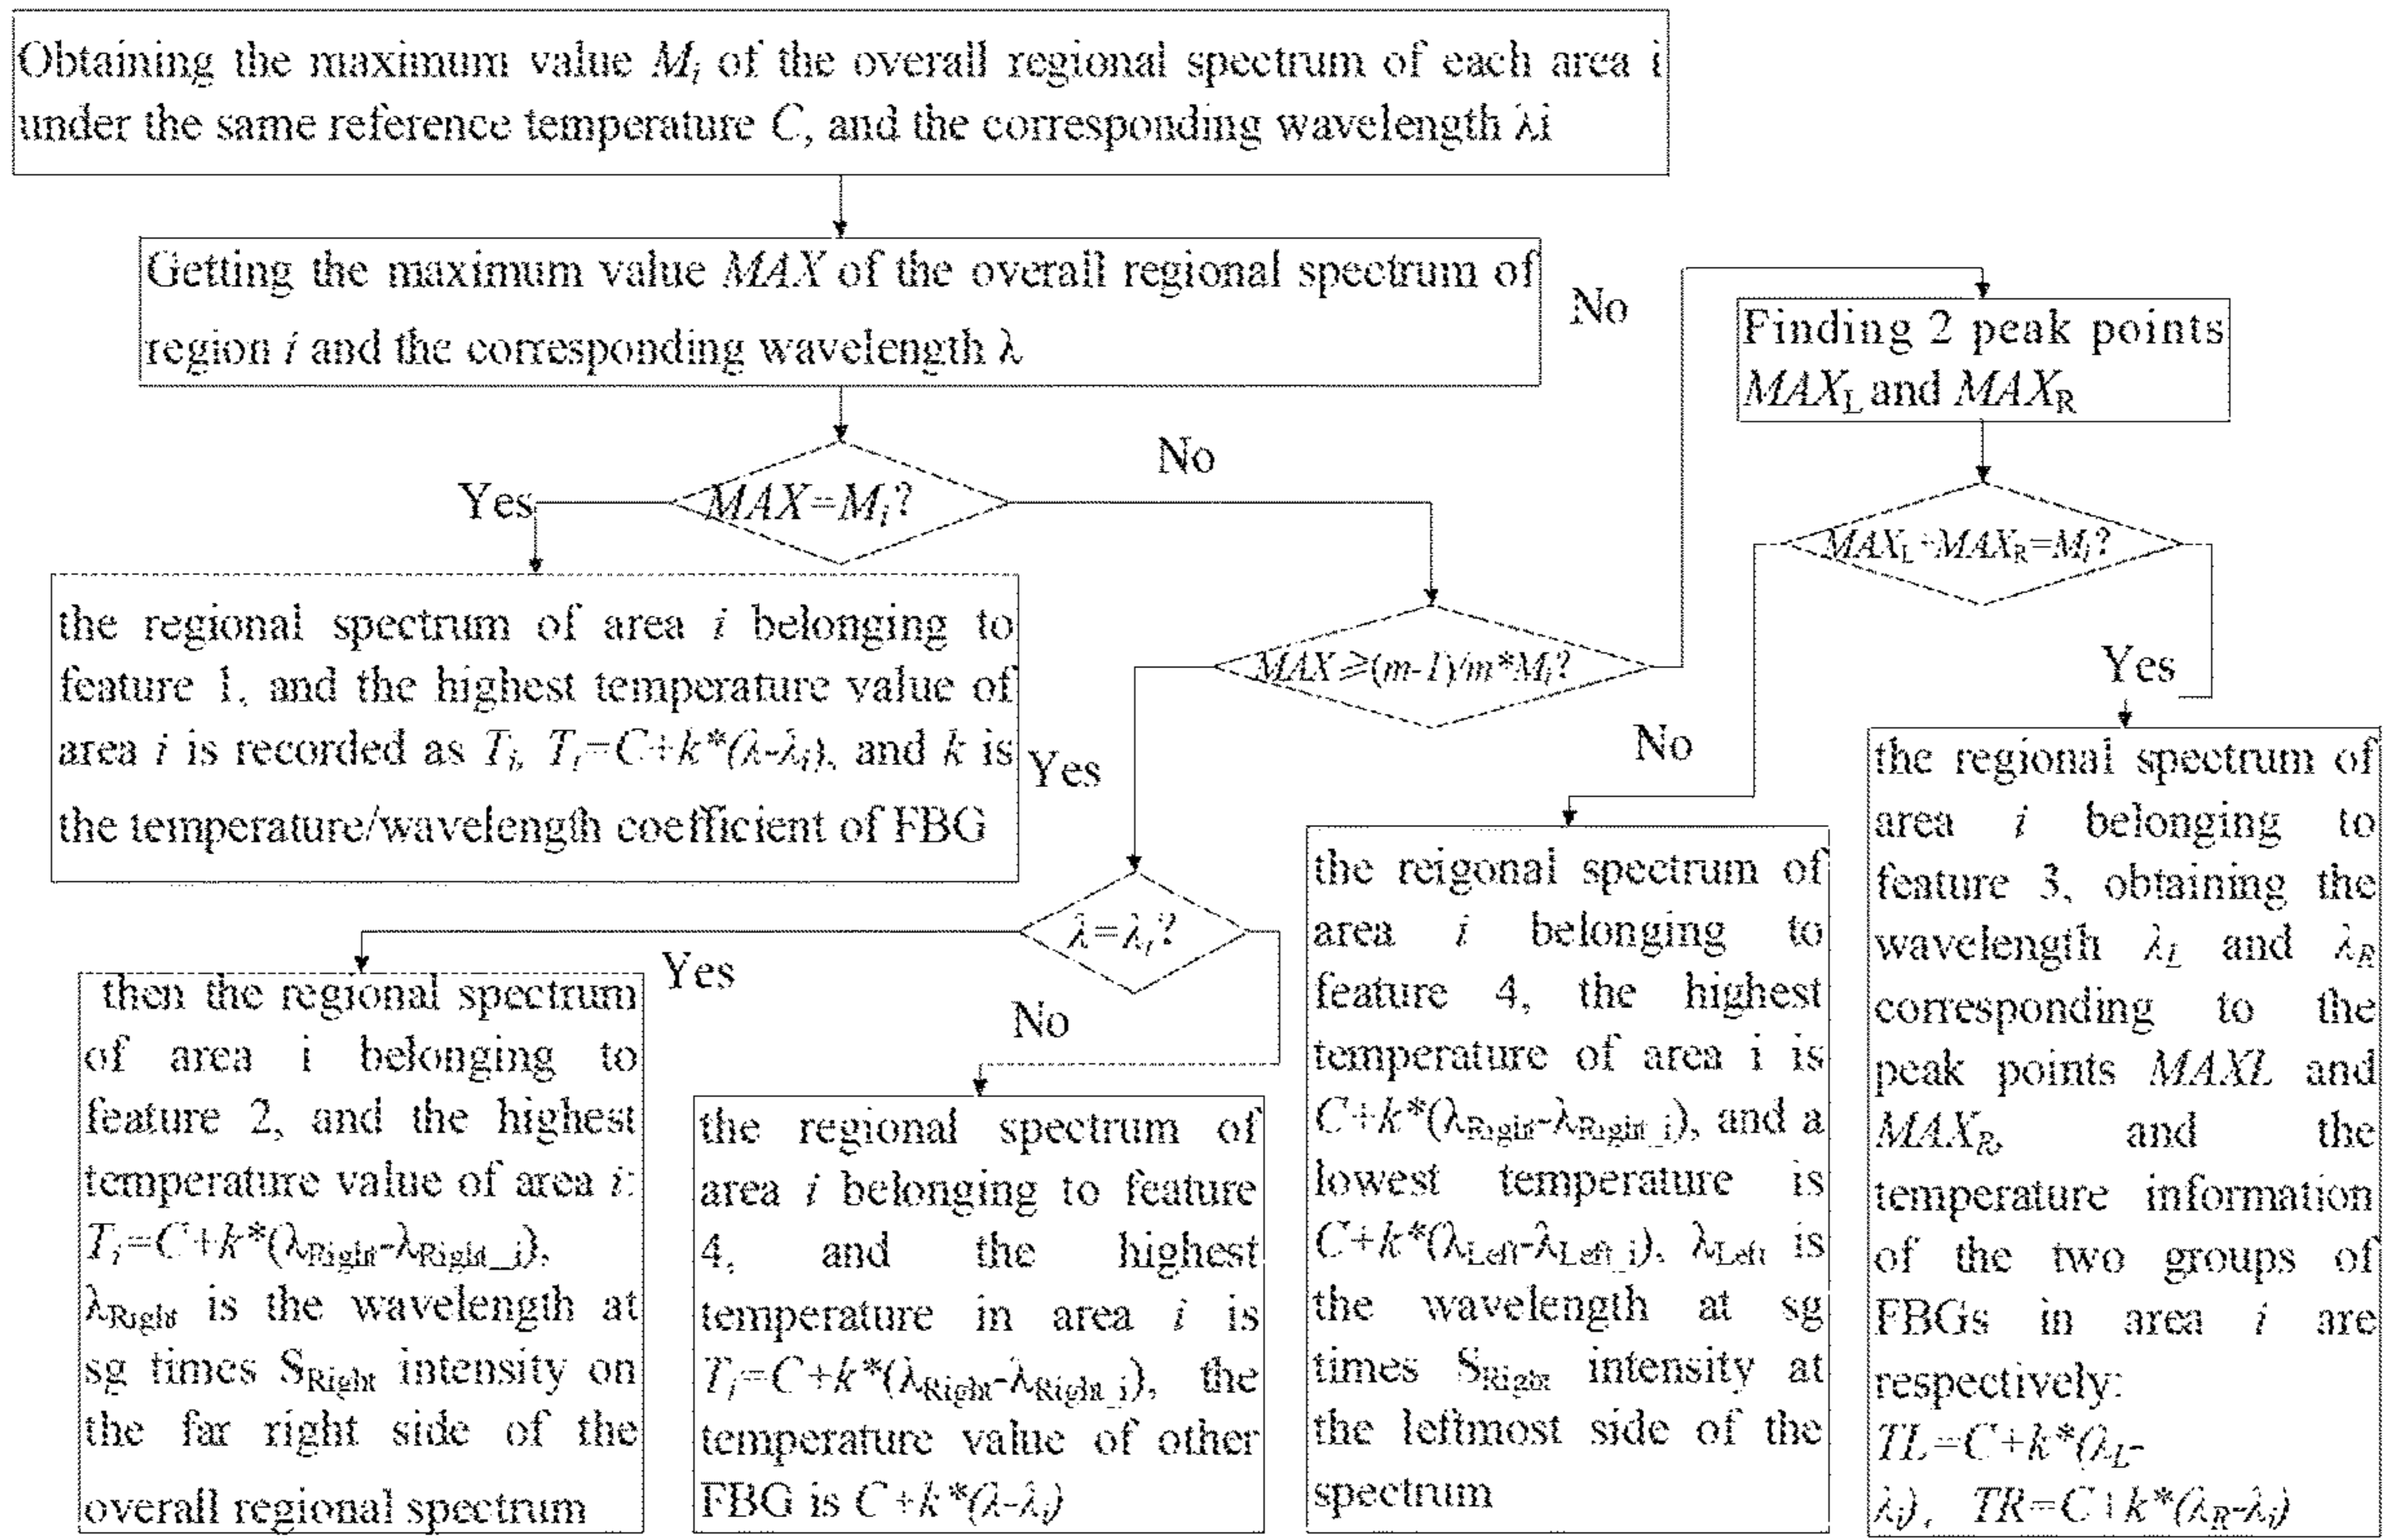 Obtaining the maximum value Mi of the overall regional spectrum of each area i
under the same reference temperature C, and the corresponding wavelength λi
Getting the maximum value MAX of the overall regional spectrum of
region i and the corresponding wavelength λ
No
Finding 2 peak points
MAXL and MAXR
No
Yes
MAX=Mi?
MAXL+MAXR=Mi?
the regional spectrum of area i belonging to
feature 1, and the highest temperature value of
area i is recorded as Ti, Ti=C+k*(λ-λi), and k is
the temperature/wavelength coefficient of FBG
MAX≥(m-1)/m*Mi?
Yes
No
Yes
λ=λi?
Yes
No
then the regional spectrum
of area i belonging to
feature 2, and the highest
temperature value of area i:
Ti=C+k*(λRight-λRight_i),
λRight is the wavelength at
sg times SRight intensity on
the far right side of the
overall regional spectrum
the regional spectrum of
area i belonging to feature
4, and the highest
temperature in area i is
Ti=C+k*(λRight-λRight_i), the
temperature value of other
FBG is C+k*(λ-λi)
the reigonal spectrum of
area i belonging to
feature 4, the highest
temperature of area i is
C+k*(λRight-λRight_i), and a
lowest temperature is
C+k*(λLeft-λLeft_i), λLeft is
the wavelength at sg
times SRight intensity at
the leftmost side of the
spectrum
the regional spectrum of
area i belonging to
feature 3, obtaining the
wavelength λL and λR
corresponding to the
peak points MAXL and
MAXR, and the
temperature information
of the two groups of
FBGs in area i are
respectively:
TL=C+k*(λL-
λi), TR=C+k*(λR-λi)